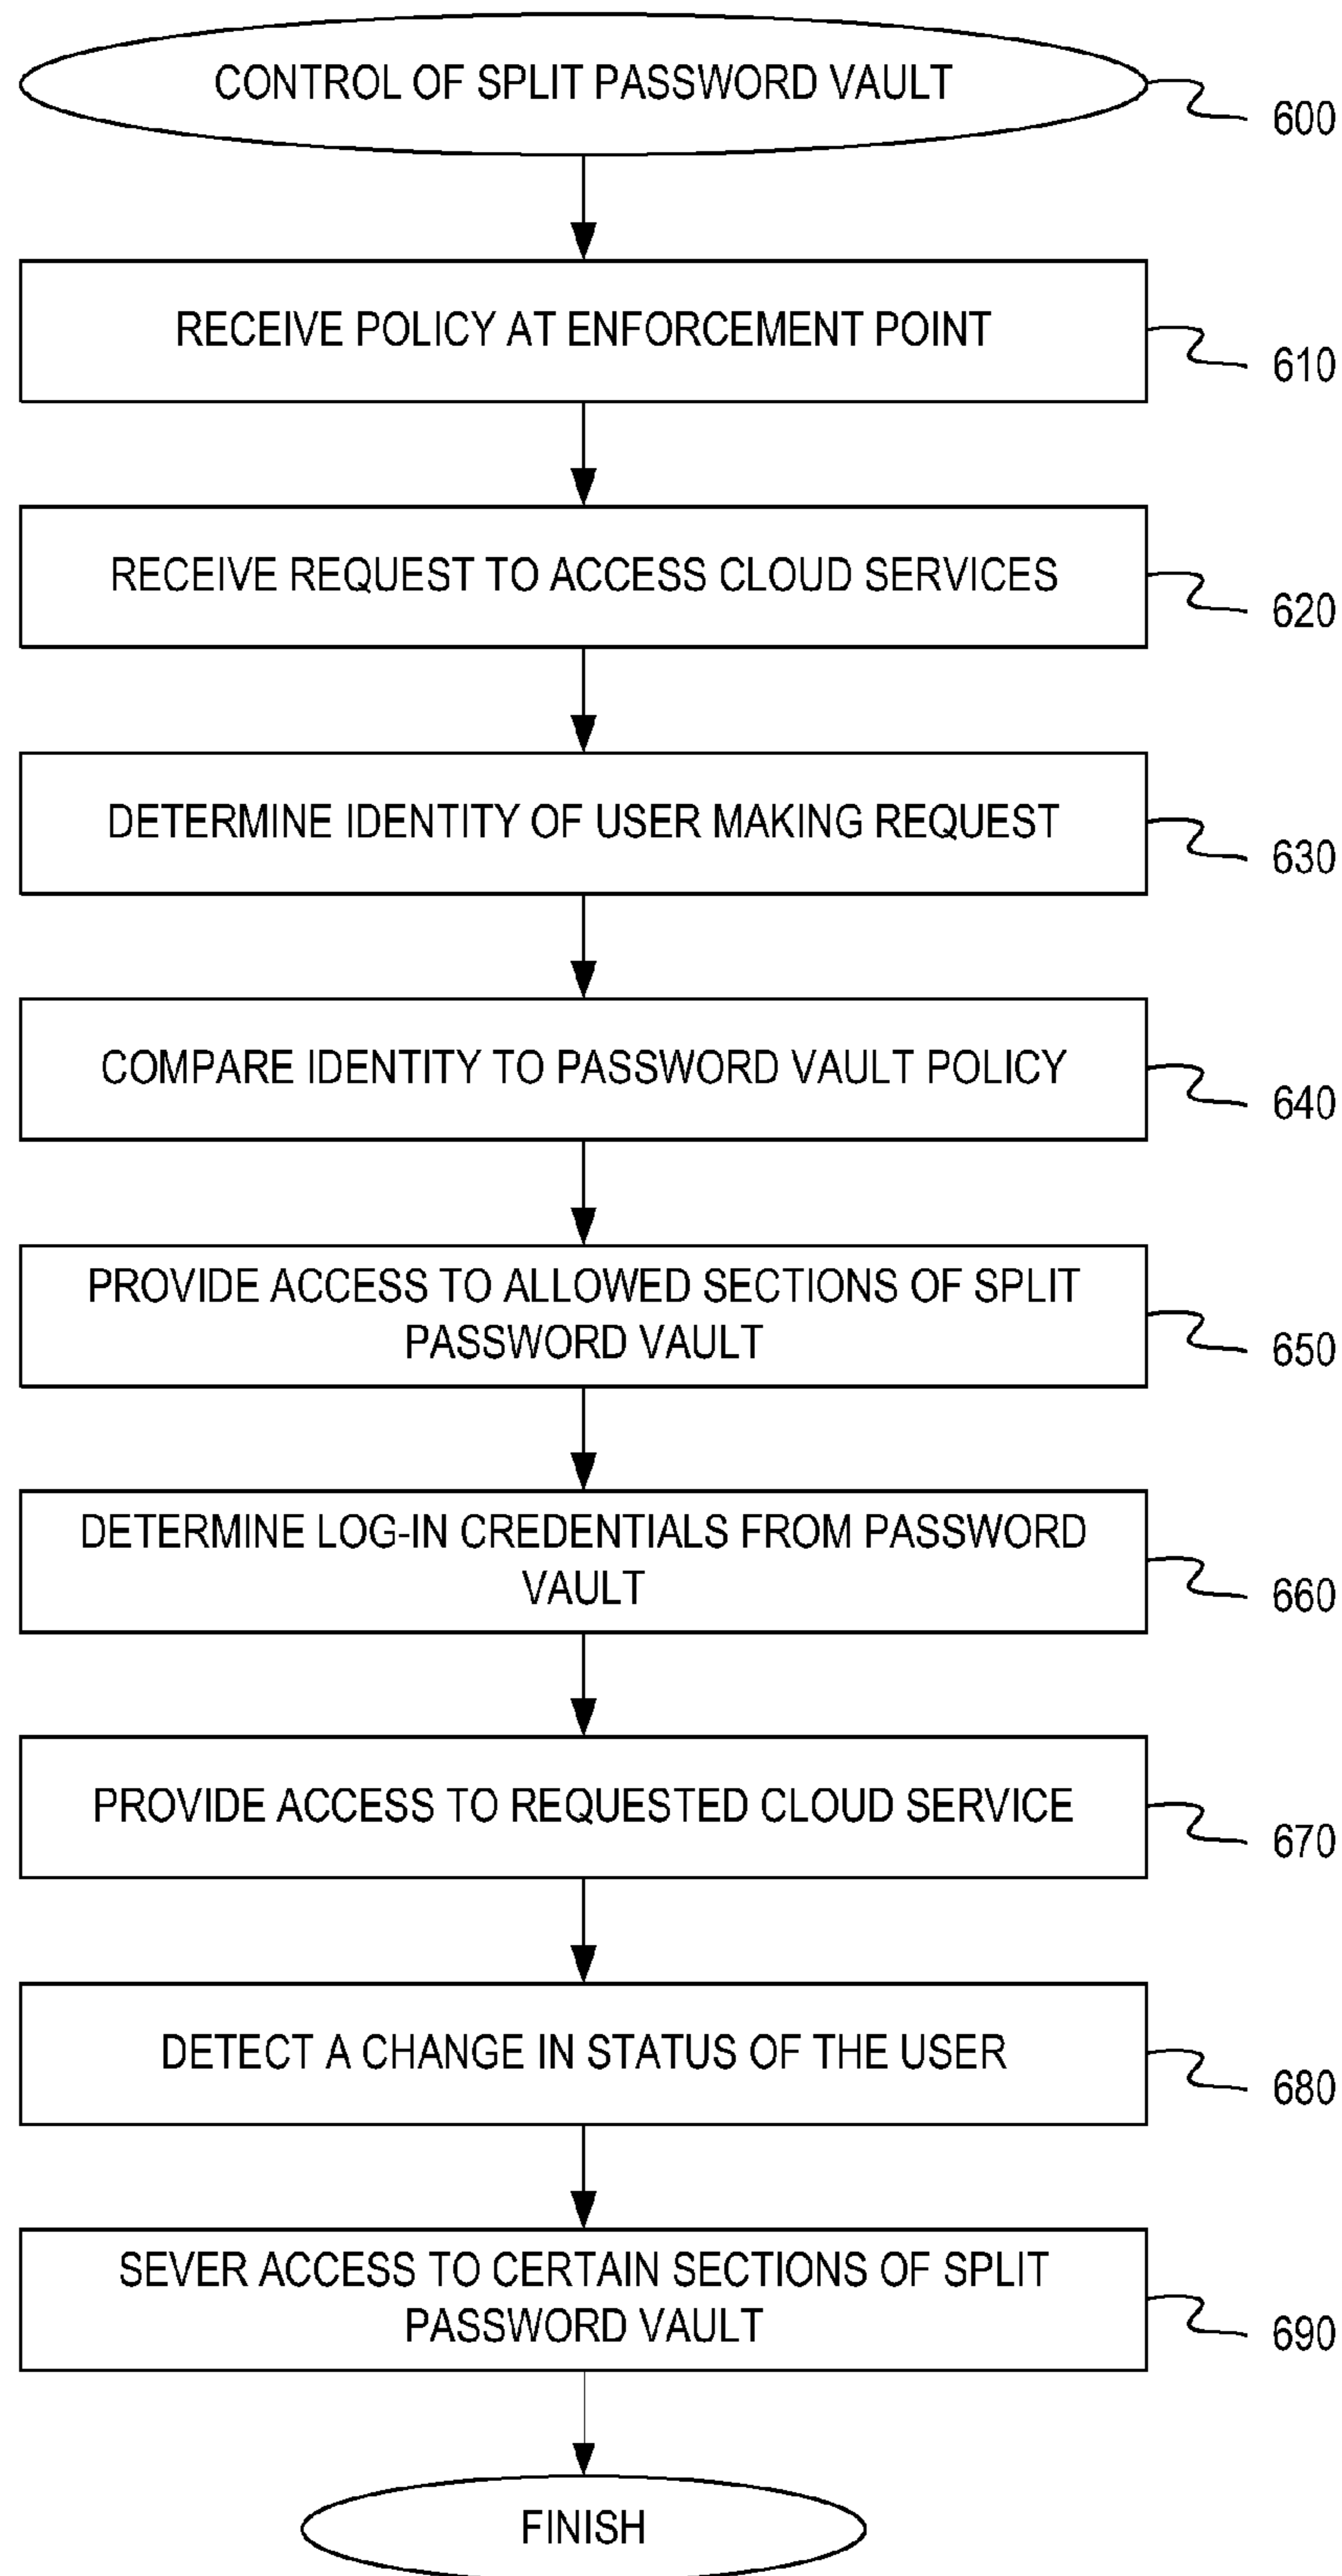 CONTROL OF SPLIT PASSWORD VAULT
600
RECEIVE POLICY AT ENFORCEMENT POINT
610
RECEIVE REQUEST TO ACCESS CLOUD SERVICES
620
DETERMINE IDENTITY OF USER MAKING REQUEST
630
COMPARE IDENTITY TO PASSWORD VAULT POLICY
640
PROVIDE ACCESS TO ALLOWED SECTIONS OF SPLIT
PASSWORD VAULT
650
DETERMINE LOG-IN CREDENTIALS FROM PASSWORD
VAULT
660
PROVIDE ACCESS TO REQUESTED CLOUD SERVICE
670
DETECT A CHANGE IN STATUS OF THE USER
680
SEVER ACCESS TO CERTAIN SECTIONS OF SPLIT
PASSWORD VAULT
690
FINISH